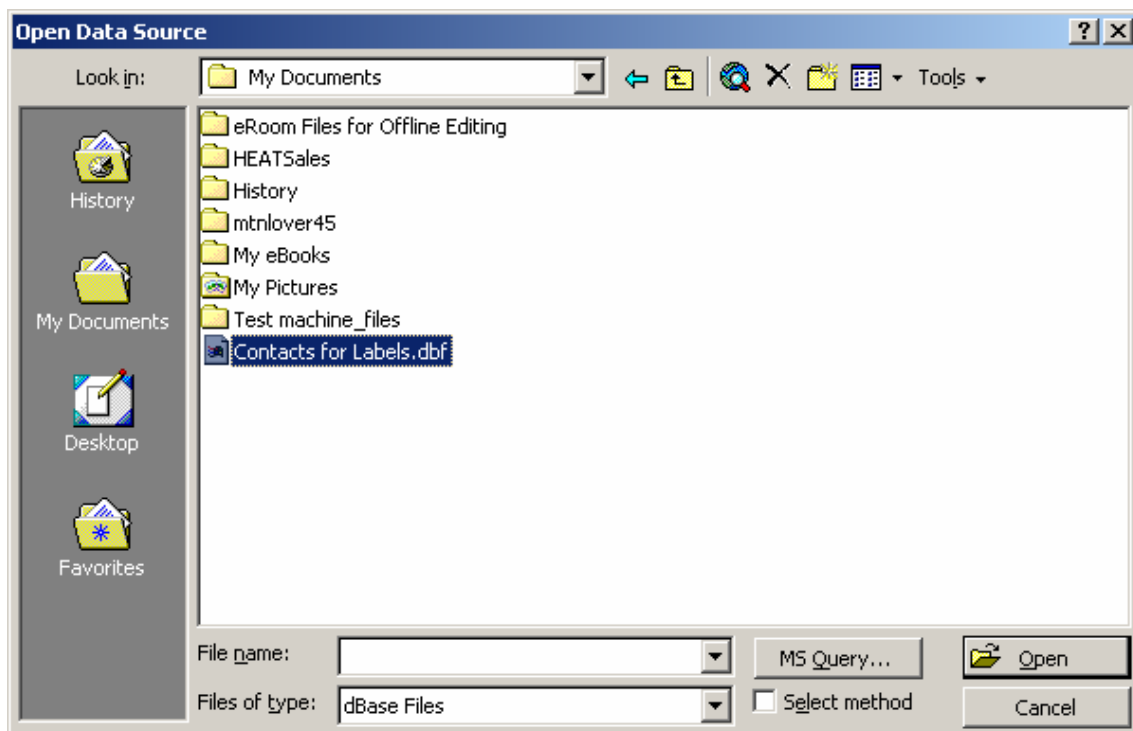 Open Data Source
Look in: My Documents Tools
History
My Documents
Desktop
Favorites
eRoom Files for Offline Editing
HEATSales
History
mtnlover45
My eBooks
My Pictures
Test machine_files
Contacts for Labels.dbf
File name: MS Query... Open
Files of type: dBase Files Select method Cancel